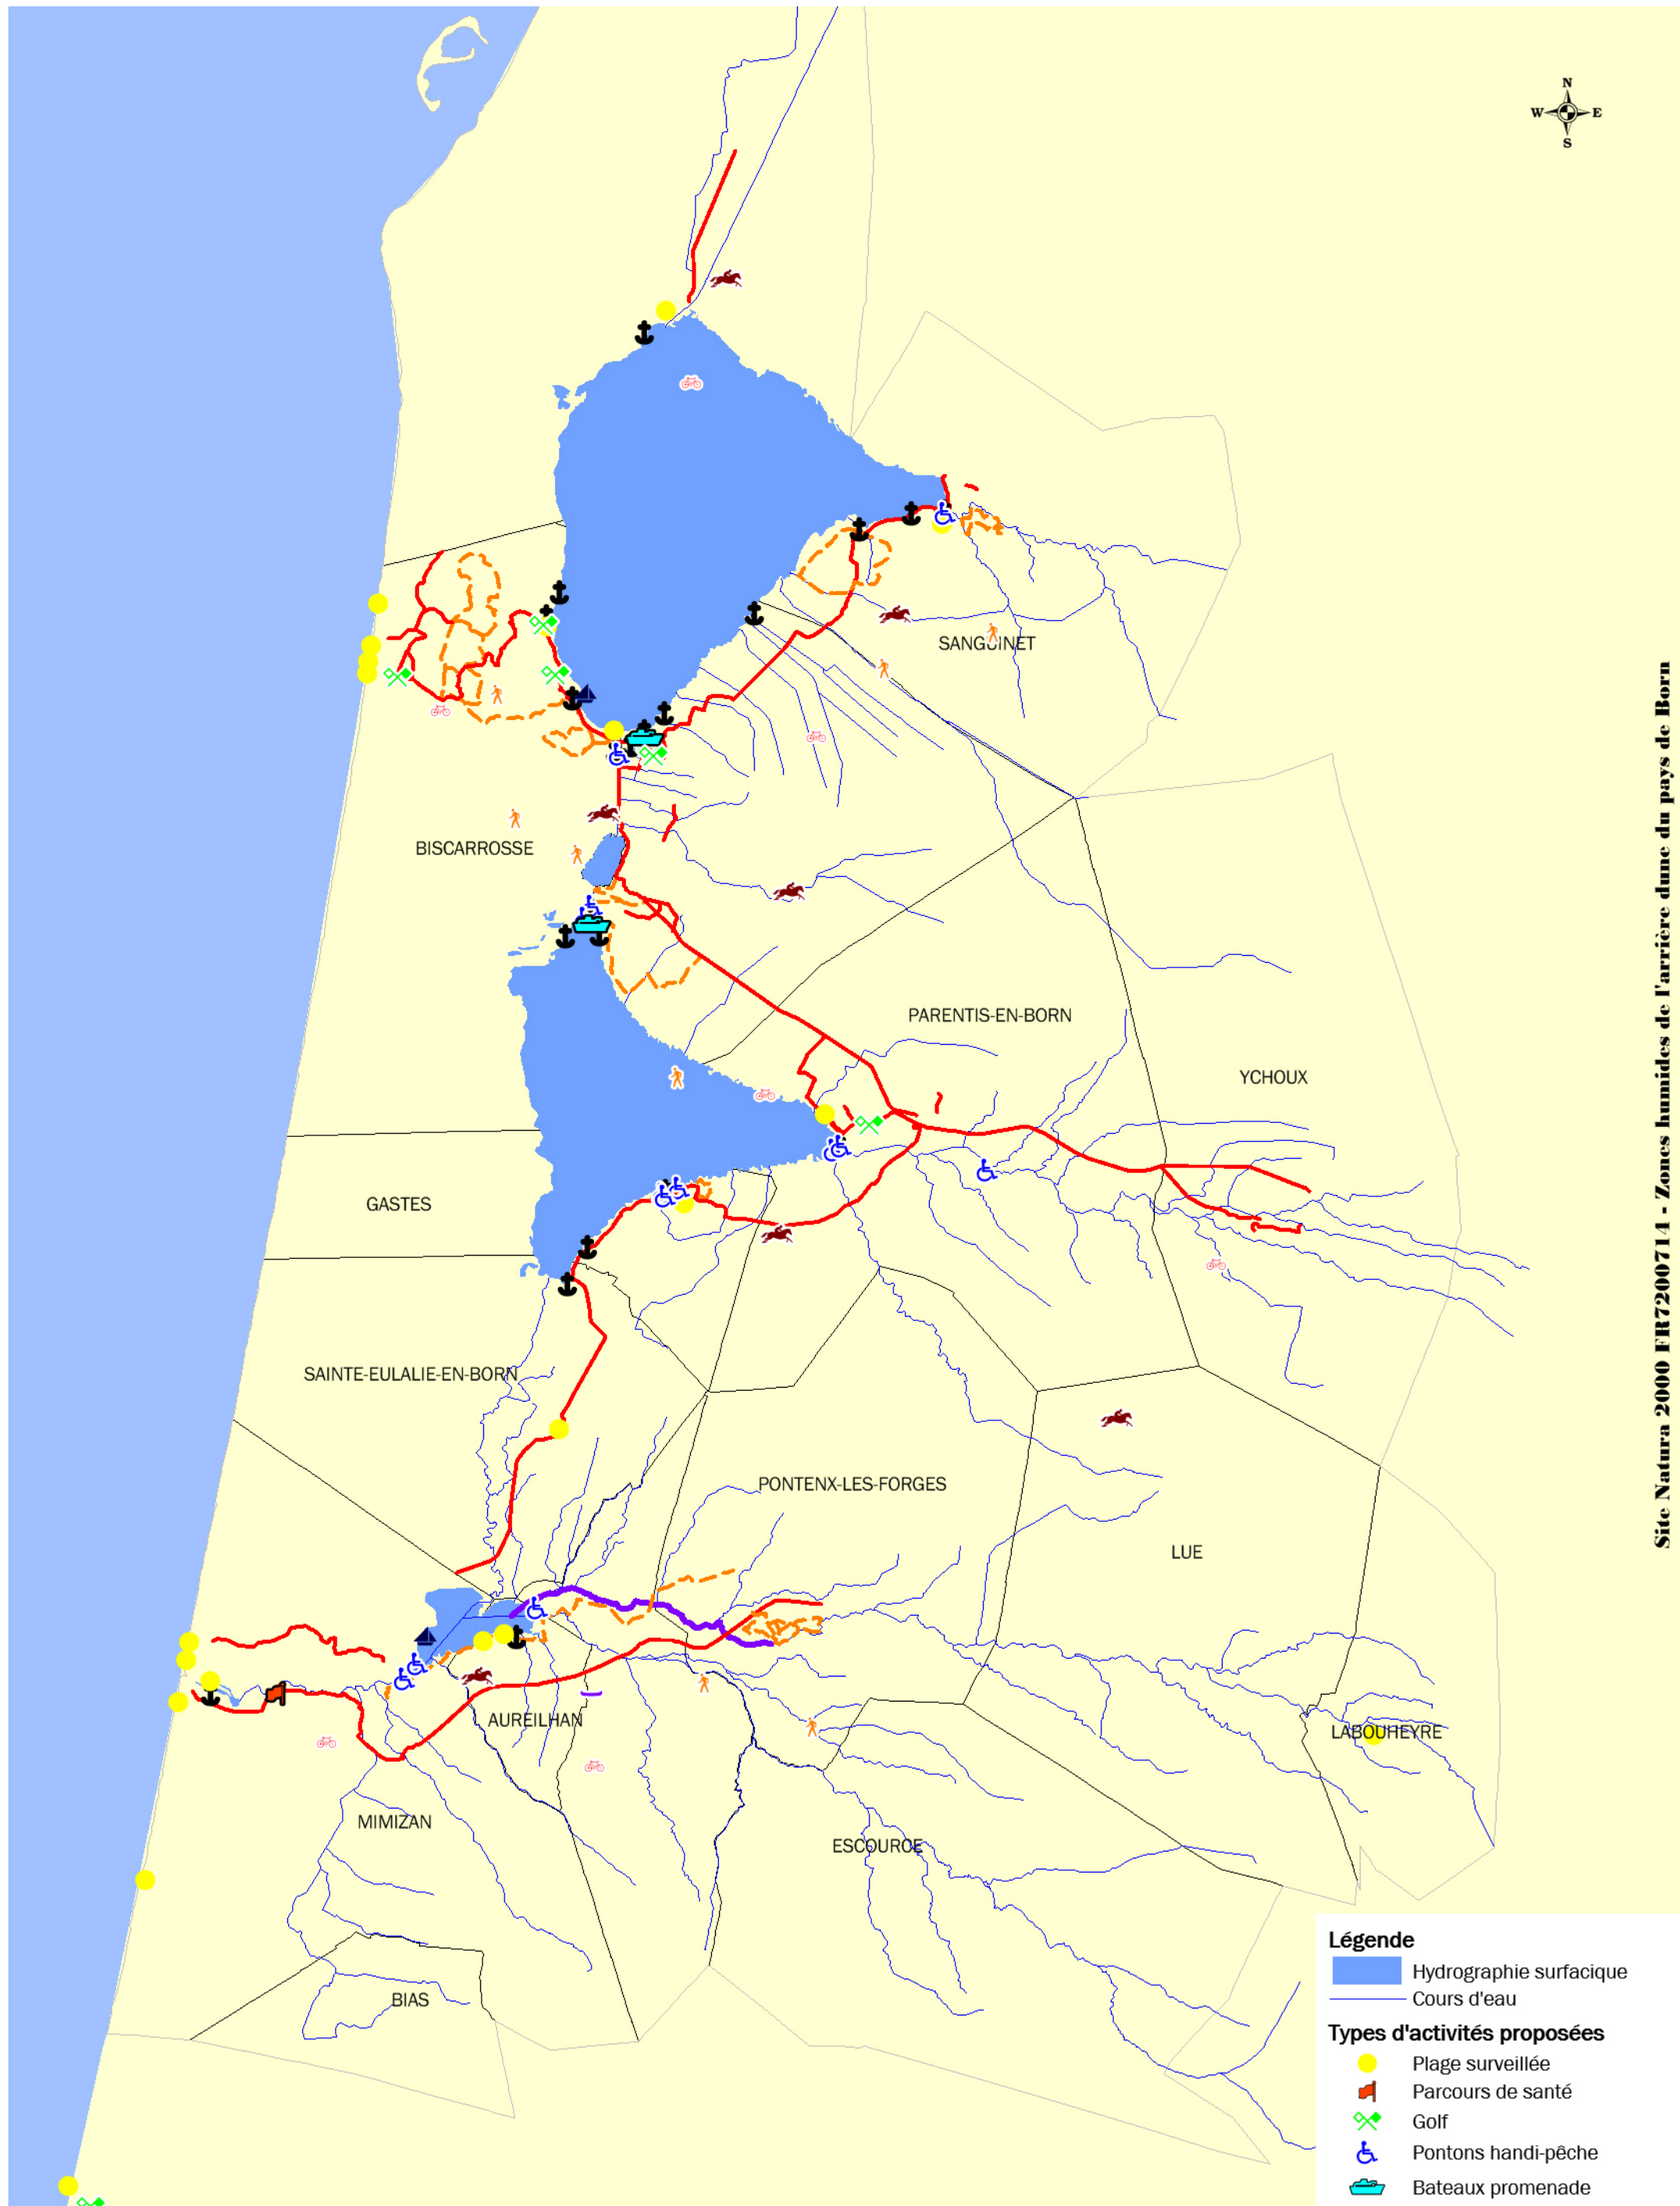 N
W E
S
SANGUINET
BISCARROSSE
PARENTIS-EN-BORN
YCHOUX
GASTES
SAINTE-EULALIE-EN-BORN
PONTENX-LES-FORGES
LUE
AUREILHAN
LABOUHEYRE
MIMIZAN
ESCOURCE
BIAS
Site Natura 2000 FR7200714 - Zones humides de l'arrière dune du pays de Born
Légende
Hydrographie surfacique
Cours d'eau
Types d'activités proposées
Plage surveillée
Parcours de santé
Golf
Pontons handi-pêche
Bateaux promenade